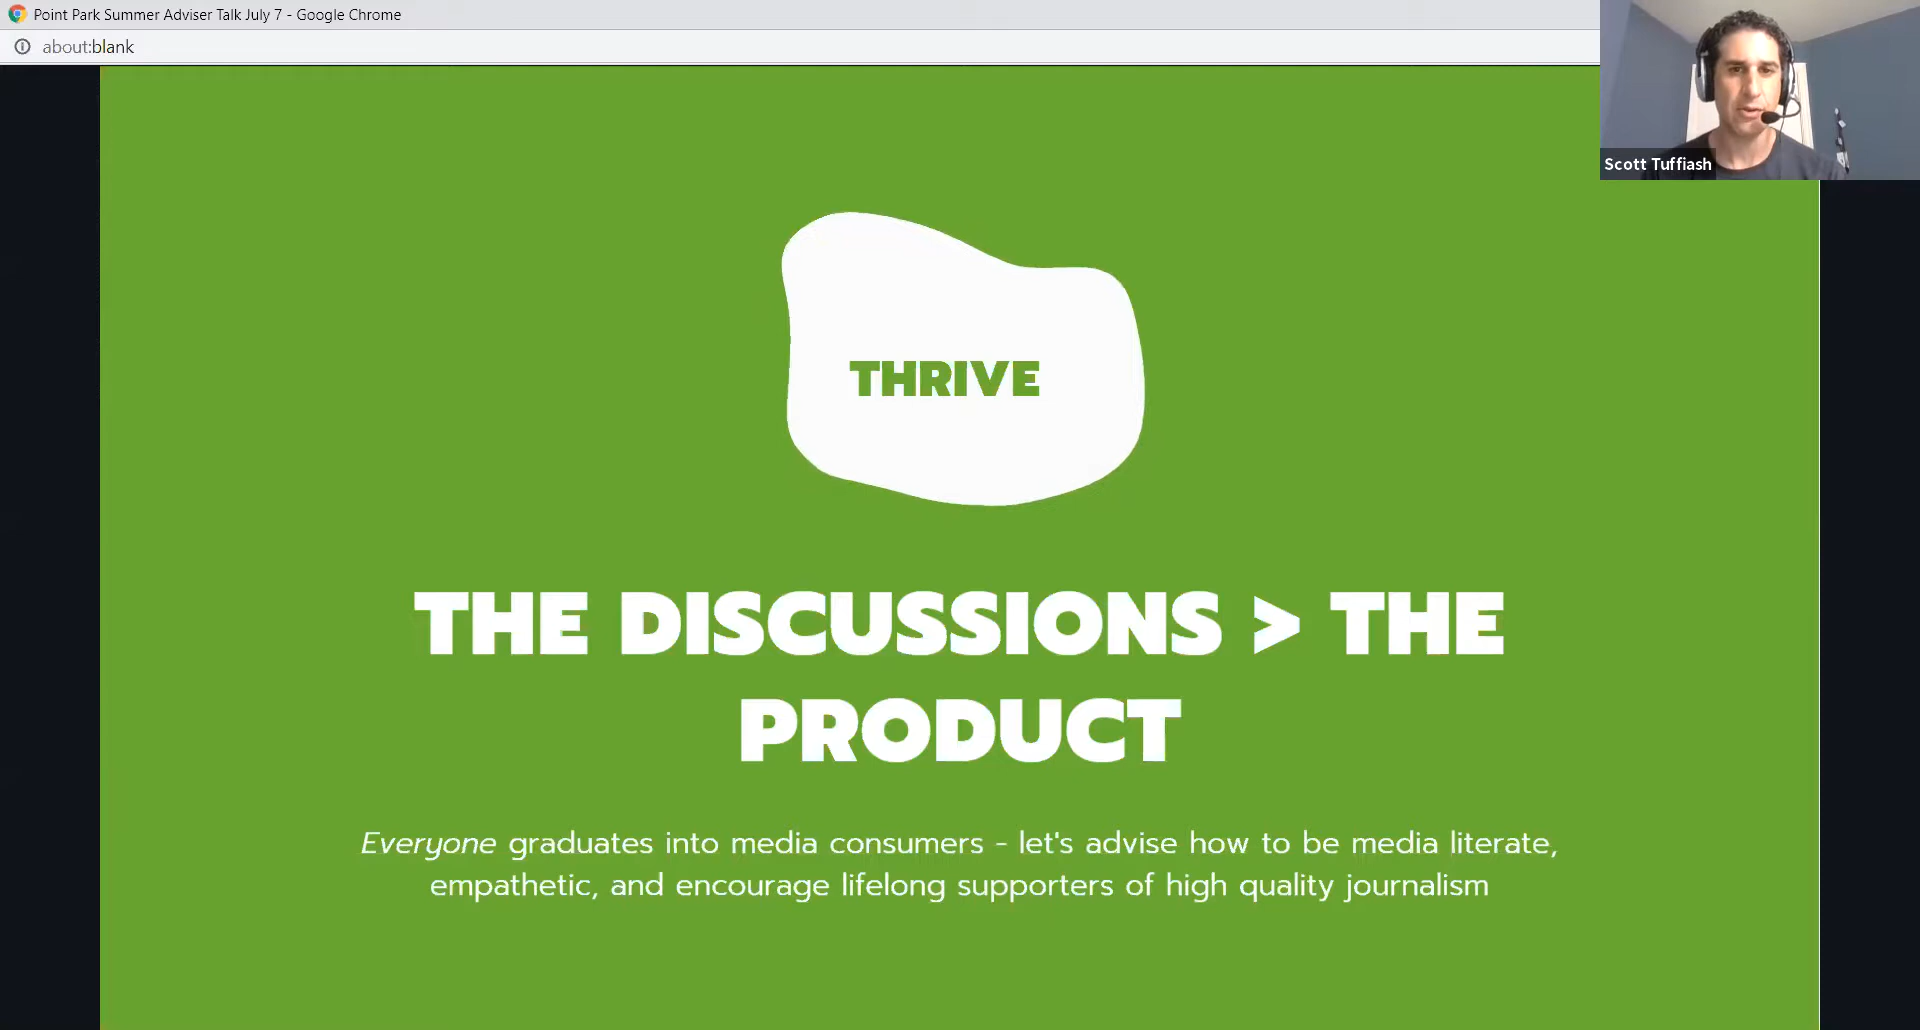 Point Park Summer Adviser Talk July 7 - Google Chrome
about:blank
Scott Tuffiash
THRIVE
THE DISCUSSIONS > THE
PRODUCT
Everyone graduates into media consumers - let's advise how to be media literate,
empathetic, and encourage lifelong supporters of high quality journalism